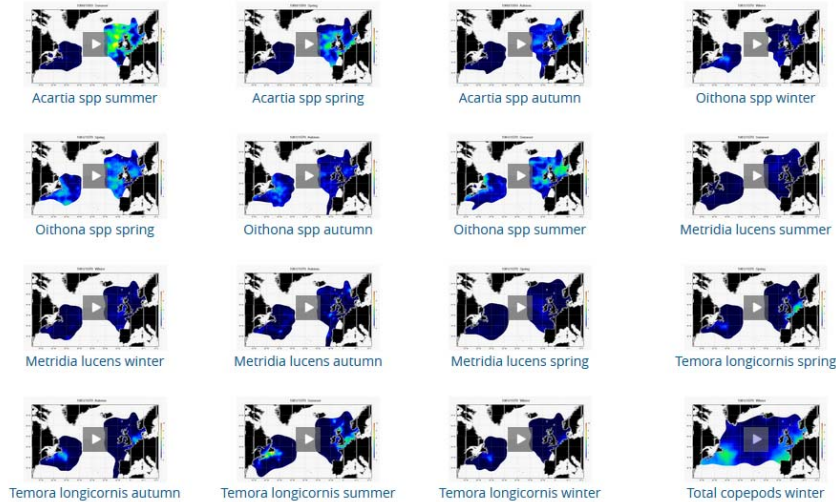 Acartia spp summer
Acartia spp spring
Acartia spp autumn
Oithona spp winter
Oithona spp spring
Oithona spp autumn
Oithona spp summer
Metridia lucens summer
Metridia lucens winter
Metridia lucens autumn
Metridia lucens spring
Temora longicornis spring
Temora longicornis autumn
Temora longicornis summer
Temora longicornis winter
Total copepods winter